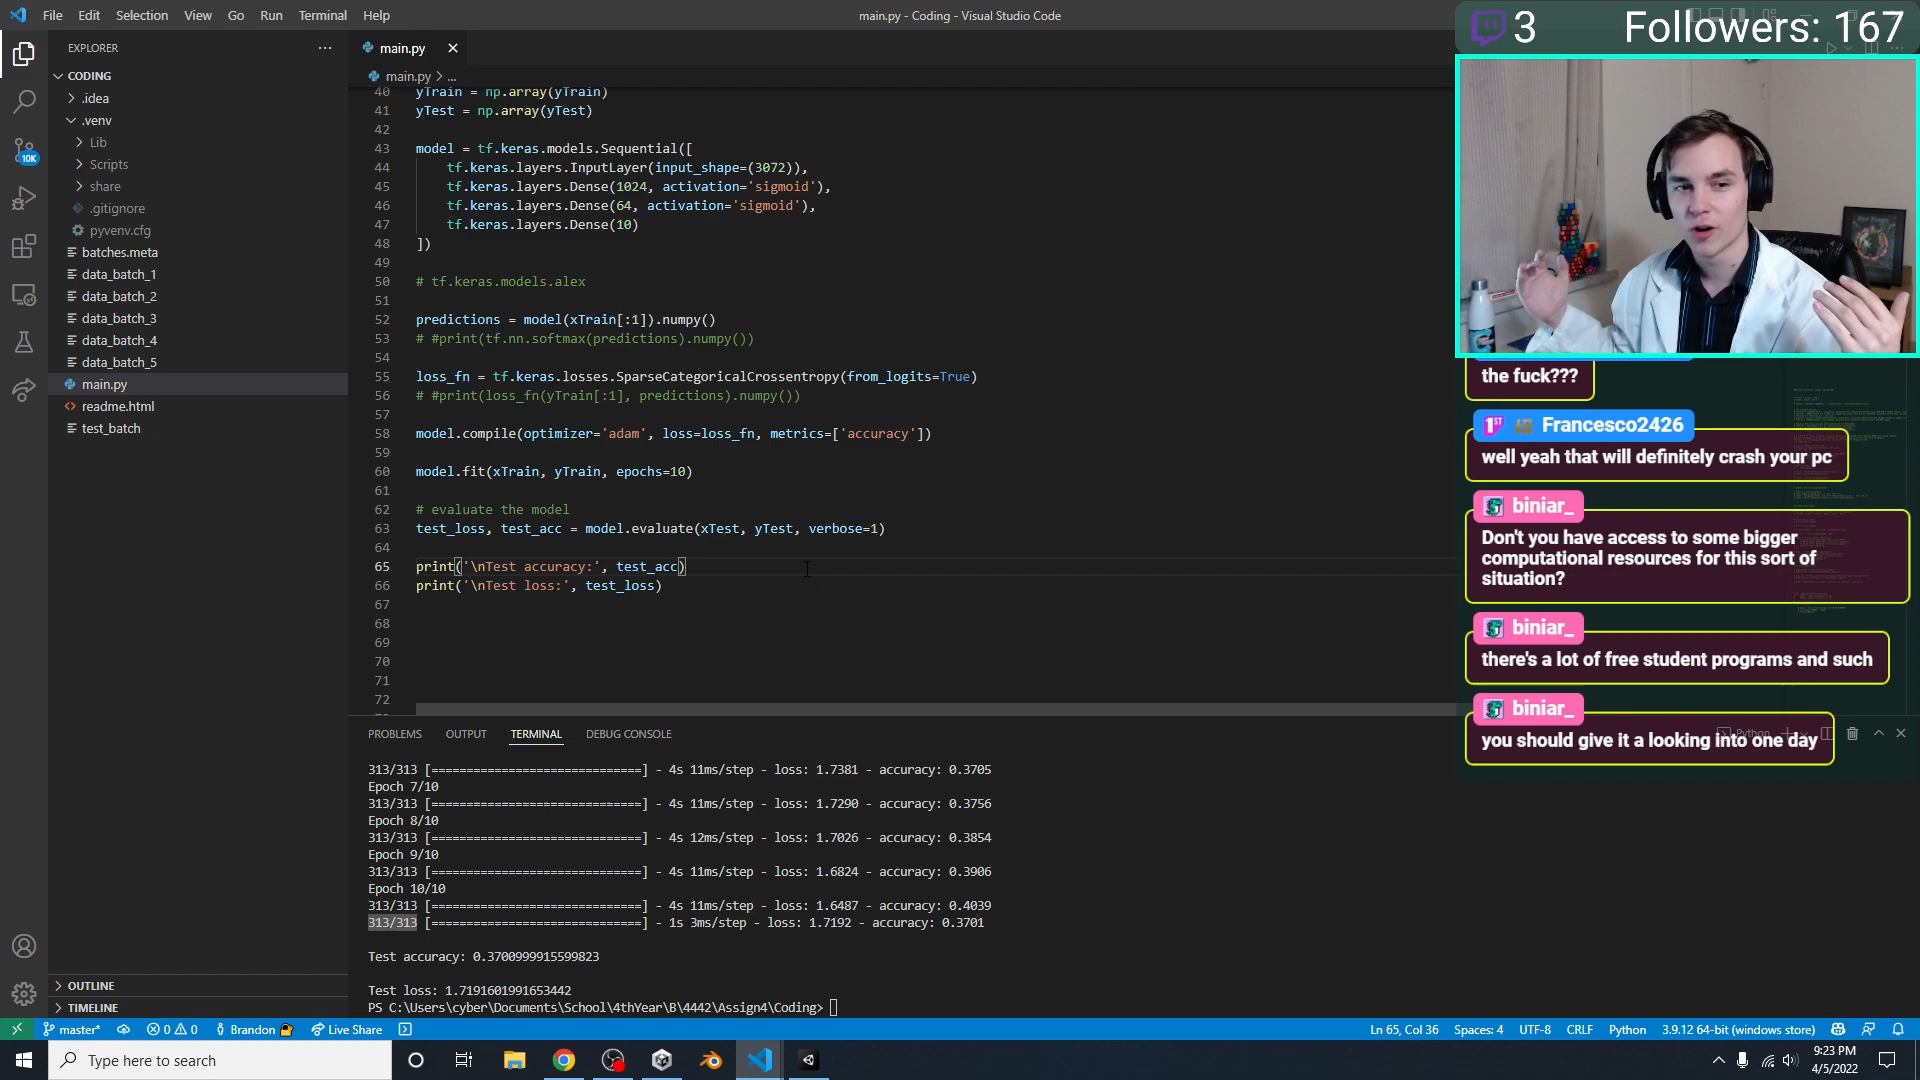 File Edit Selection View Go Run Terminal Help
main.py - Coding - Visual Studio Code
3 Followers: 167
EXPLORER
CODING
.idea
.venv
Lib
Scripts
share
.gitignore
pyvenv.cfg
batches.meta
data_batch_1
data_batch_2
data_batch_3
data_batch_4
data_batch_5
main.py
readme.html
test_batch
OUTLINE
TIMELINE
10K
main.py
main.py > ...
40 yTrain = np.array(yTrain)
41 yTest = np.array(yTest)
42
43 model = tf.keras.models.Sequential([
44 tf.keras.layers.InputLayer(input_shape=(3072)),
45 tf.keras.layers.Dense(1024, activation='sigmoid'),
46 tf.keras.layers.Dense(64, activation='sigmoid'),
47 tf.keras.layers.Dense(10)
48 ])
49
50 # tf.keras.models.alex
51
52 predictions = model(xTrain[:1]).numpy()
53 # #print(tf.nn.softmax(predictions).numpy())
54
55 loss_fn = tf.keras.losses.SparseCategoricalCrossentropy(from_logits=True)
56 # #print(loss_fn(yTrain[:1], predictions).numpy())
57
58 model.compile(optimizer='adam', loss=loss_fn, metrics=['accuracy'])
59
60 model.fit(xTrain, yTrain, epochs=10)
61
62 # evaluate the model
63 test_loss, test_acc = model.evaluate(xTest, yTest, verbose=1)
64
65 print('\nTest accuracy:', test_acc)
66 print('\nTest loss:', test_loss)
67
68
69
70
71
72
the fuck???
1ST Francesco2426
well yeah that will definitely crash your pc
biniar_
Don't you have access to some bigger
computational resources for this sort of
situation?
biniar_
there's a lot of free student programs and such
biniar_
you should give it a looking into one day
PROBLEMS OUTPUT TERMINAL DEBUG CONSOLE
Python
313/313 [==============================] - 4s 11ms/step - loss: 1.7381 - accuracy: 0.3705
Epoch 7/10
313/313 [==============================] - 4s 11ms/step - loss: 1.7290 - accuracy: 0.3756
Epoch 8/10
313/313 [==============================] - 4s 12ms/step - loss: 1.7026 - accuracy: 0.3854
Epoch 9/10
313/313 [==============================] - 4s 11ms/step - loss: 1.6824 - accuracy: 0.3906
Epoch 10/10
313/313 [==============================] - 4s 11ms/step - loss: 1.6487 - accuracy: 0.4039
313/313 [==============================] - 1s 3ms/step - loss: 1.7192 - accuracy: 0.3701
Test accuracy: 0.3700999915599823
Test loss: 1.7191601991653442
PS C:\Users\cyber\Documents\School\4thYear\B\4442\Assign4\Coding>
master* 0 0 Brandon Live Share
Ln 65, Col 36 Spaces: 4 UTF-8 CRLF Python 3.9.12 64-bit (windows store)
Type here to search
9:23 PM
4/5/2022